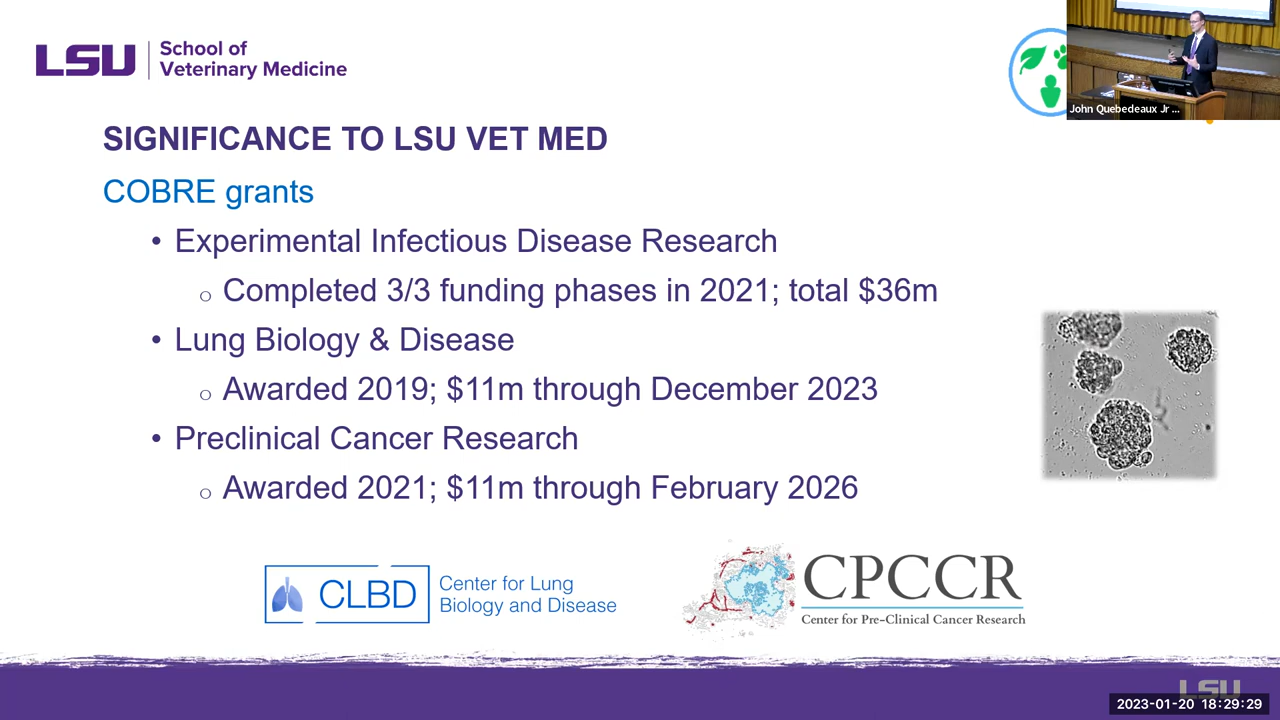 LSU
School of
Veterinary Medicine
John Quebedeaux Jr ...
SIGNIFICANCE TO LSU VET MED
COBRE grants
• Experimental Infectious Disease Research
o Completed 3/3 funding phases in 2021; total $36m
• Lung Biology & Disease
o Awarded 2019; $11m through December 2023
• Preclinical Cancer Research
o Awarded 2021; $11m through February 2026
CLBD
Center for Lung
Biology and Disease
CPCCR
Center for Pre-Clinical Cancer Research
LSU
2023-01-20 18:29:29